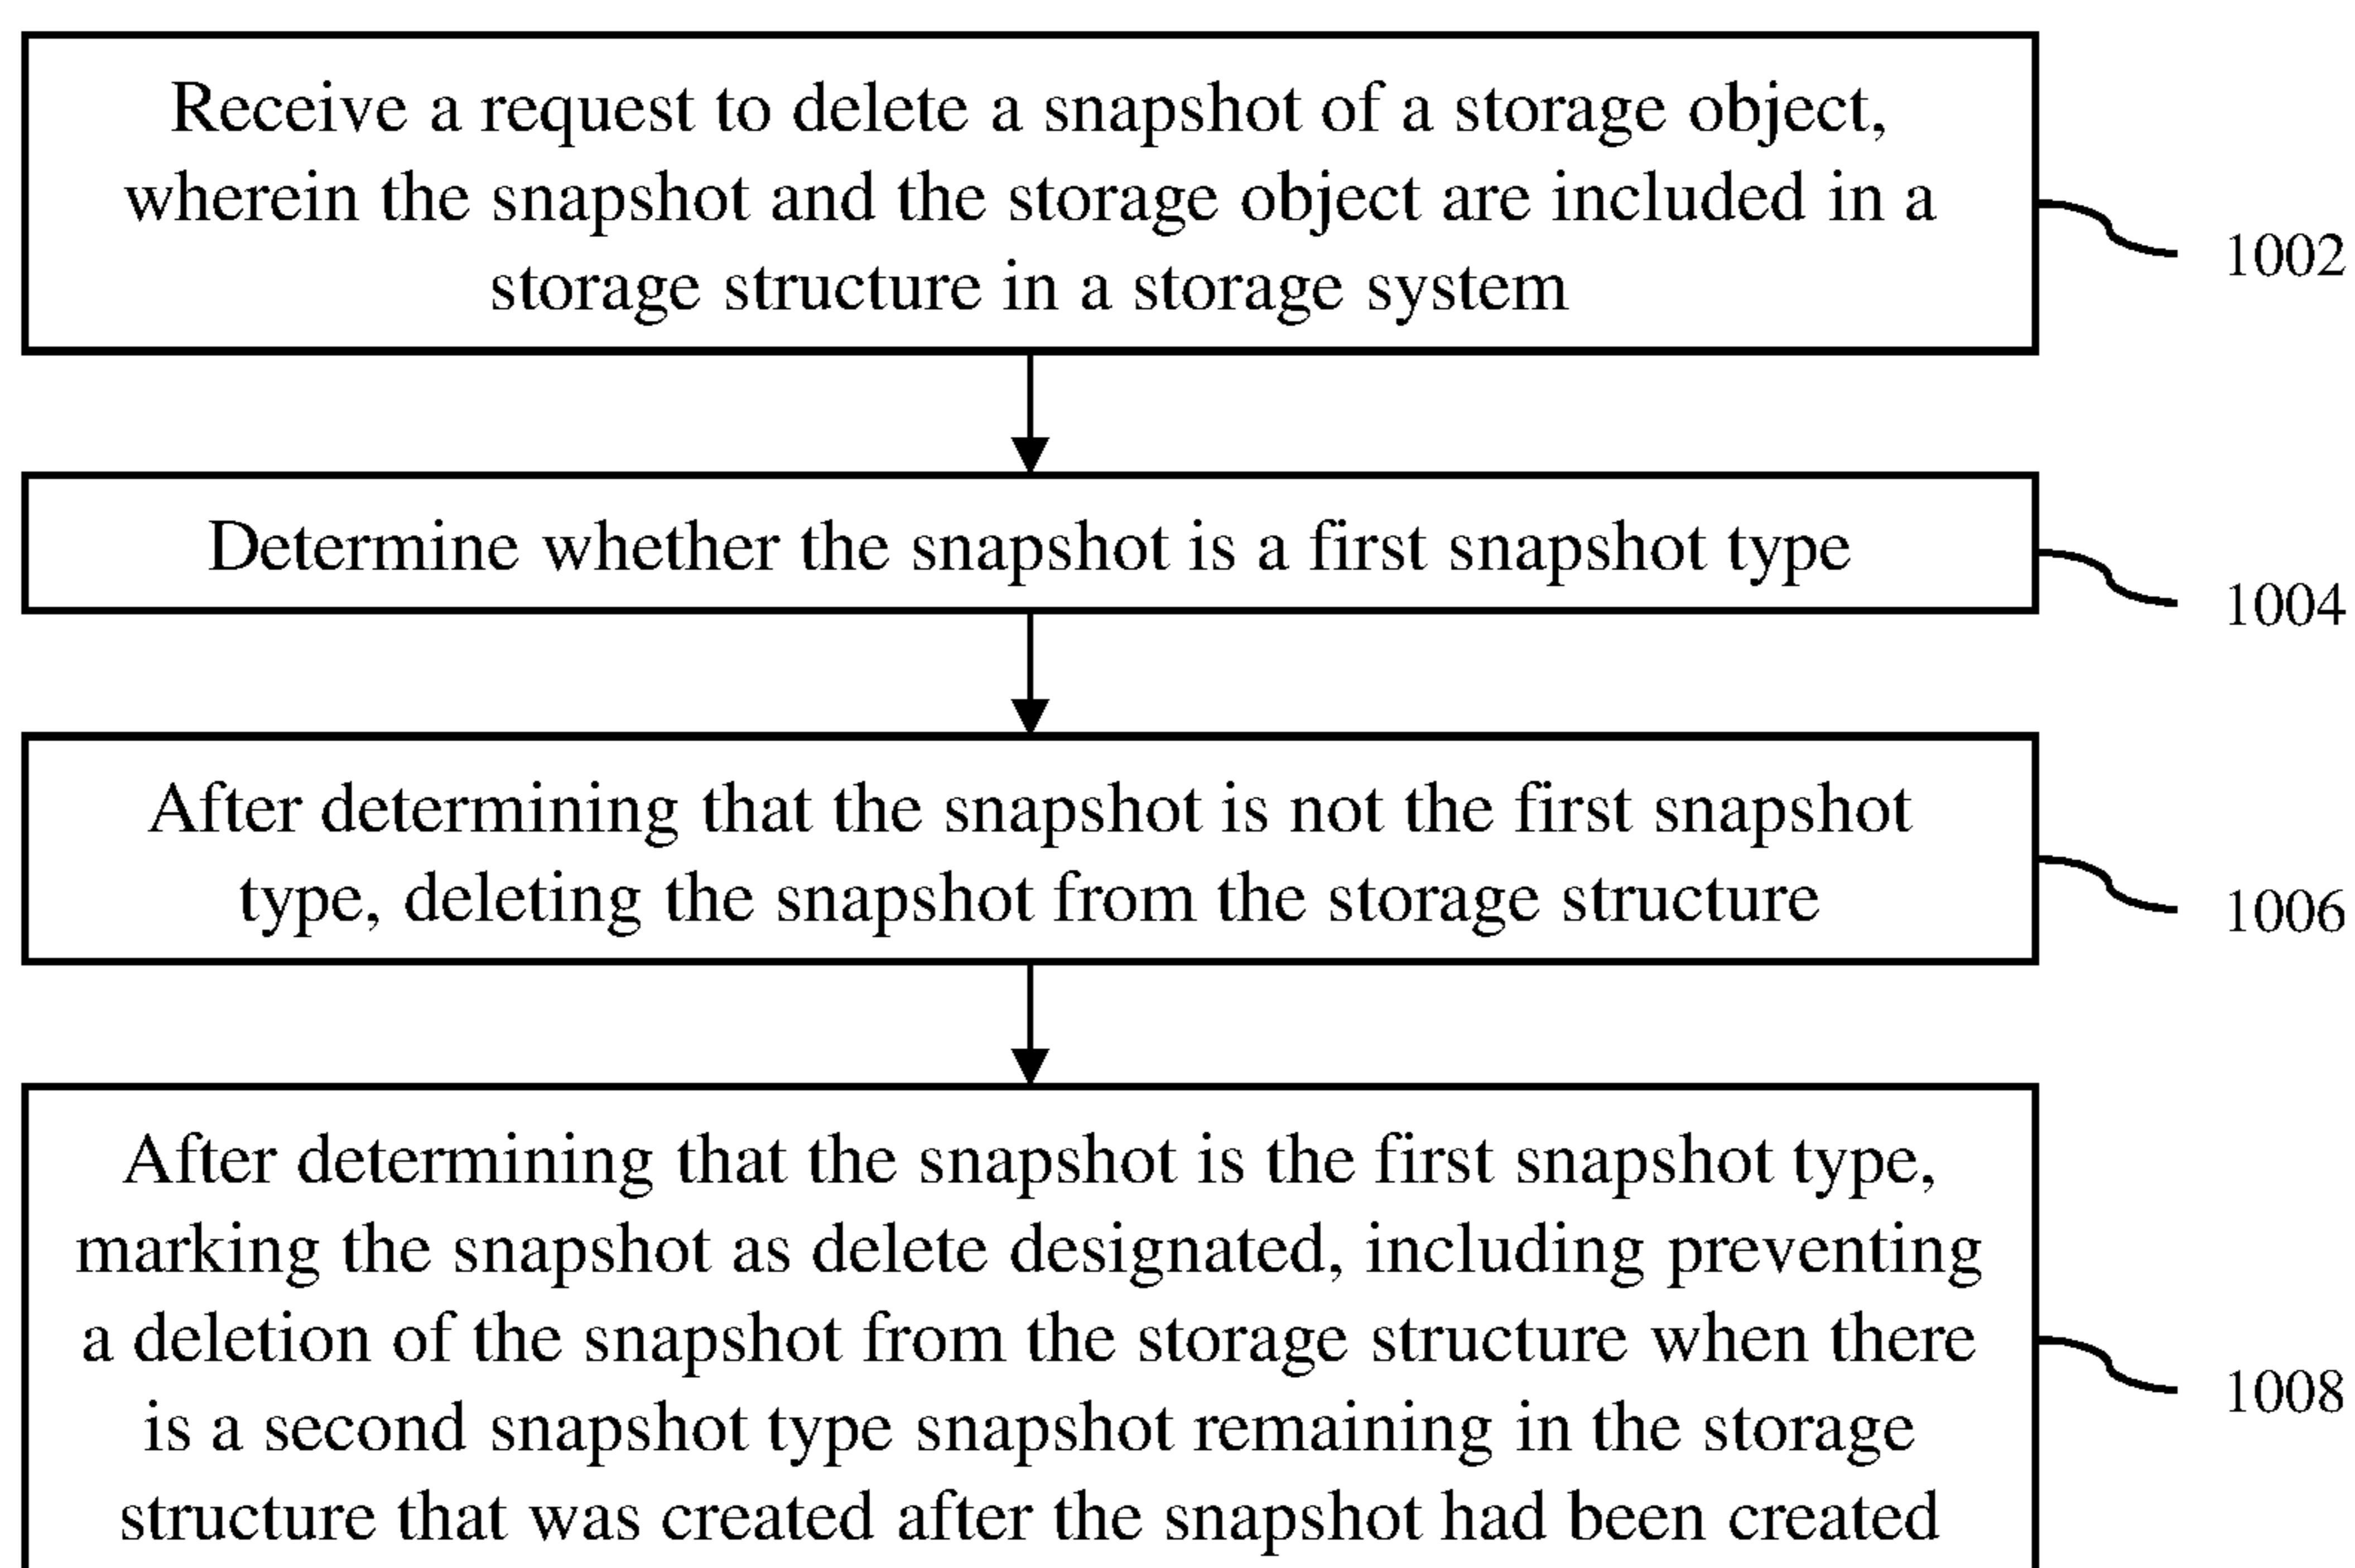 Receive a request to delete a snapshot of a storage object,
wherein the snapshot and the storage object are included in a
storage structure in a storage system
1002
Determine whether the snapshot is a first snapshot type
1004
After determining that the snapshot is not the first snapshot
type, deleting the snapshot from the storage structure
1006
After determining that the snapshot is the first snapshot type,
marking the snapshot as delete designated, including preventing
a deletion of the snapshot from the storage structure when there
is a second snapshot type snapshot remaining in the storage
structure that was created after the snapshot had been created
1008